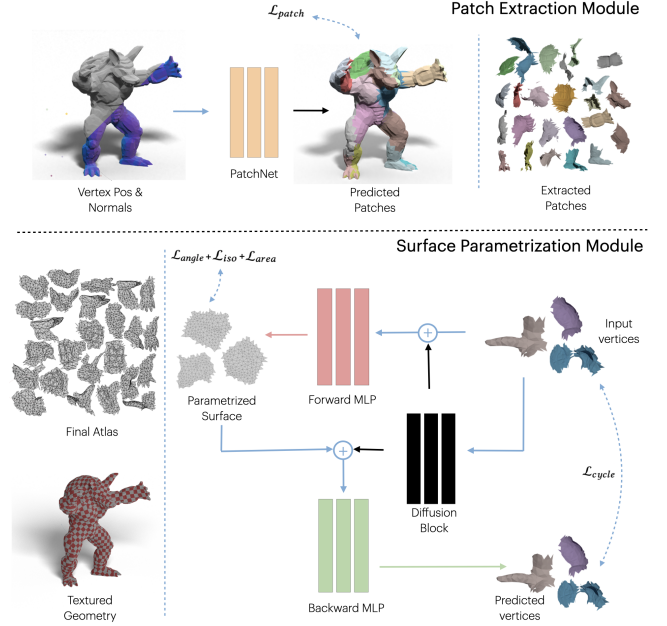 Patch Extraction Module
ℒpatch
Vertex Pos &
Normals
PatchNet
Predicted
Patches
Extracted
Patches
Surface Parametrization Module
ℒangle + ℒiso + ℒarea
Final Atlas
Parametrized
Surface
Forward MLP
Input
vertices
ℒcycle
Diffusion
Block
Textured
Geometry
Backward MLP
Predicted
vertices